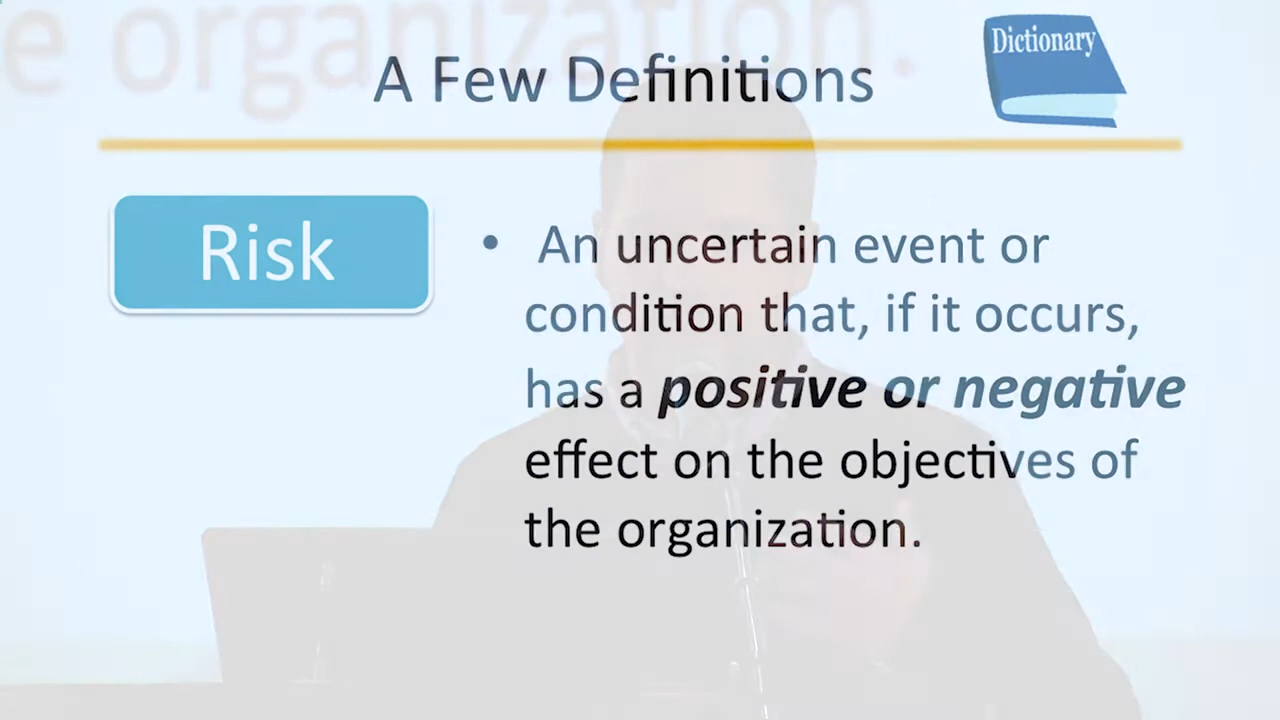 e organization.
A Few Definitions
Dictionary
Risk
• An uncertain event or
condition that, if it occurs,
has a positive or negative
effect on the objectives of
the organization.